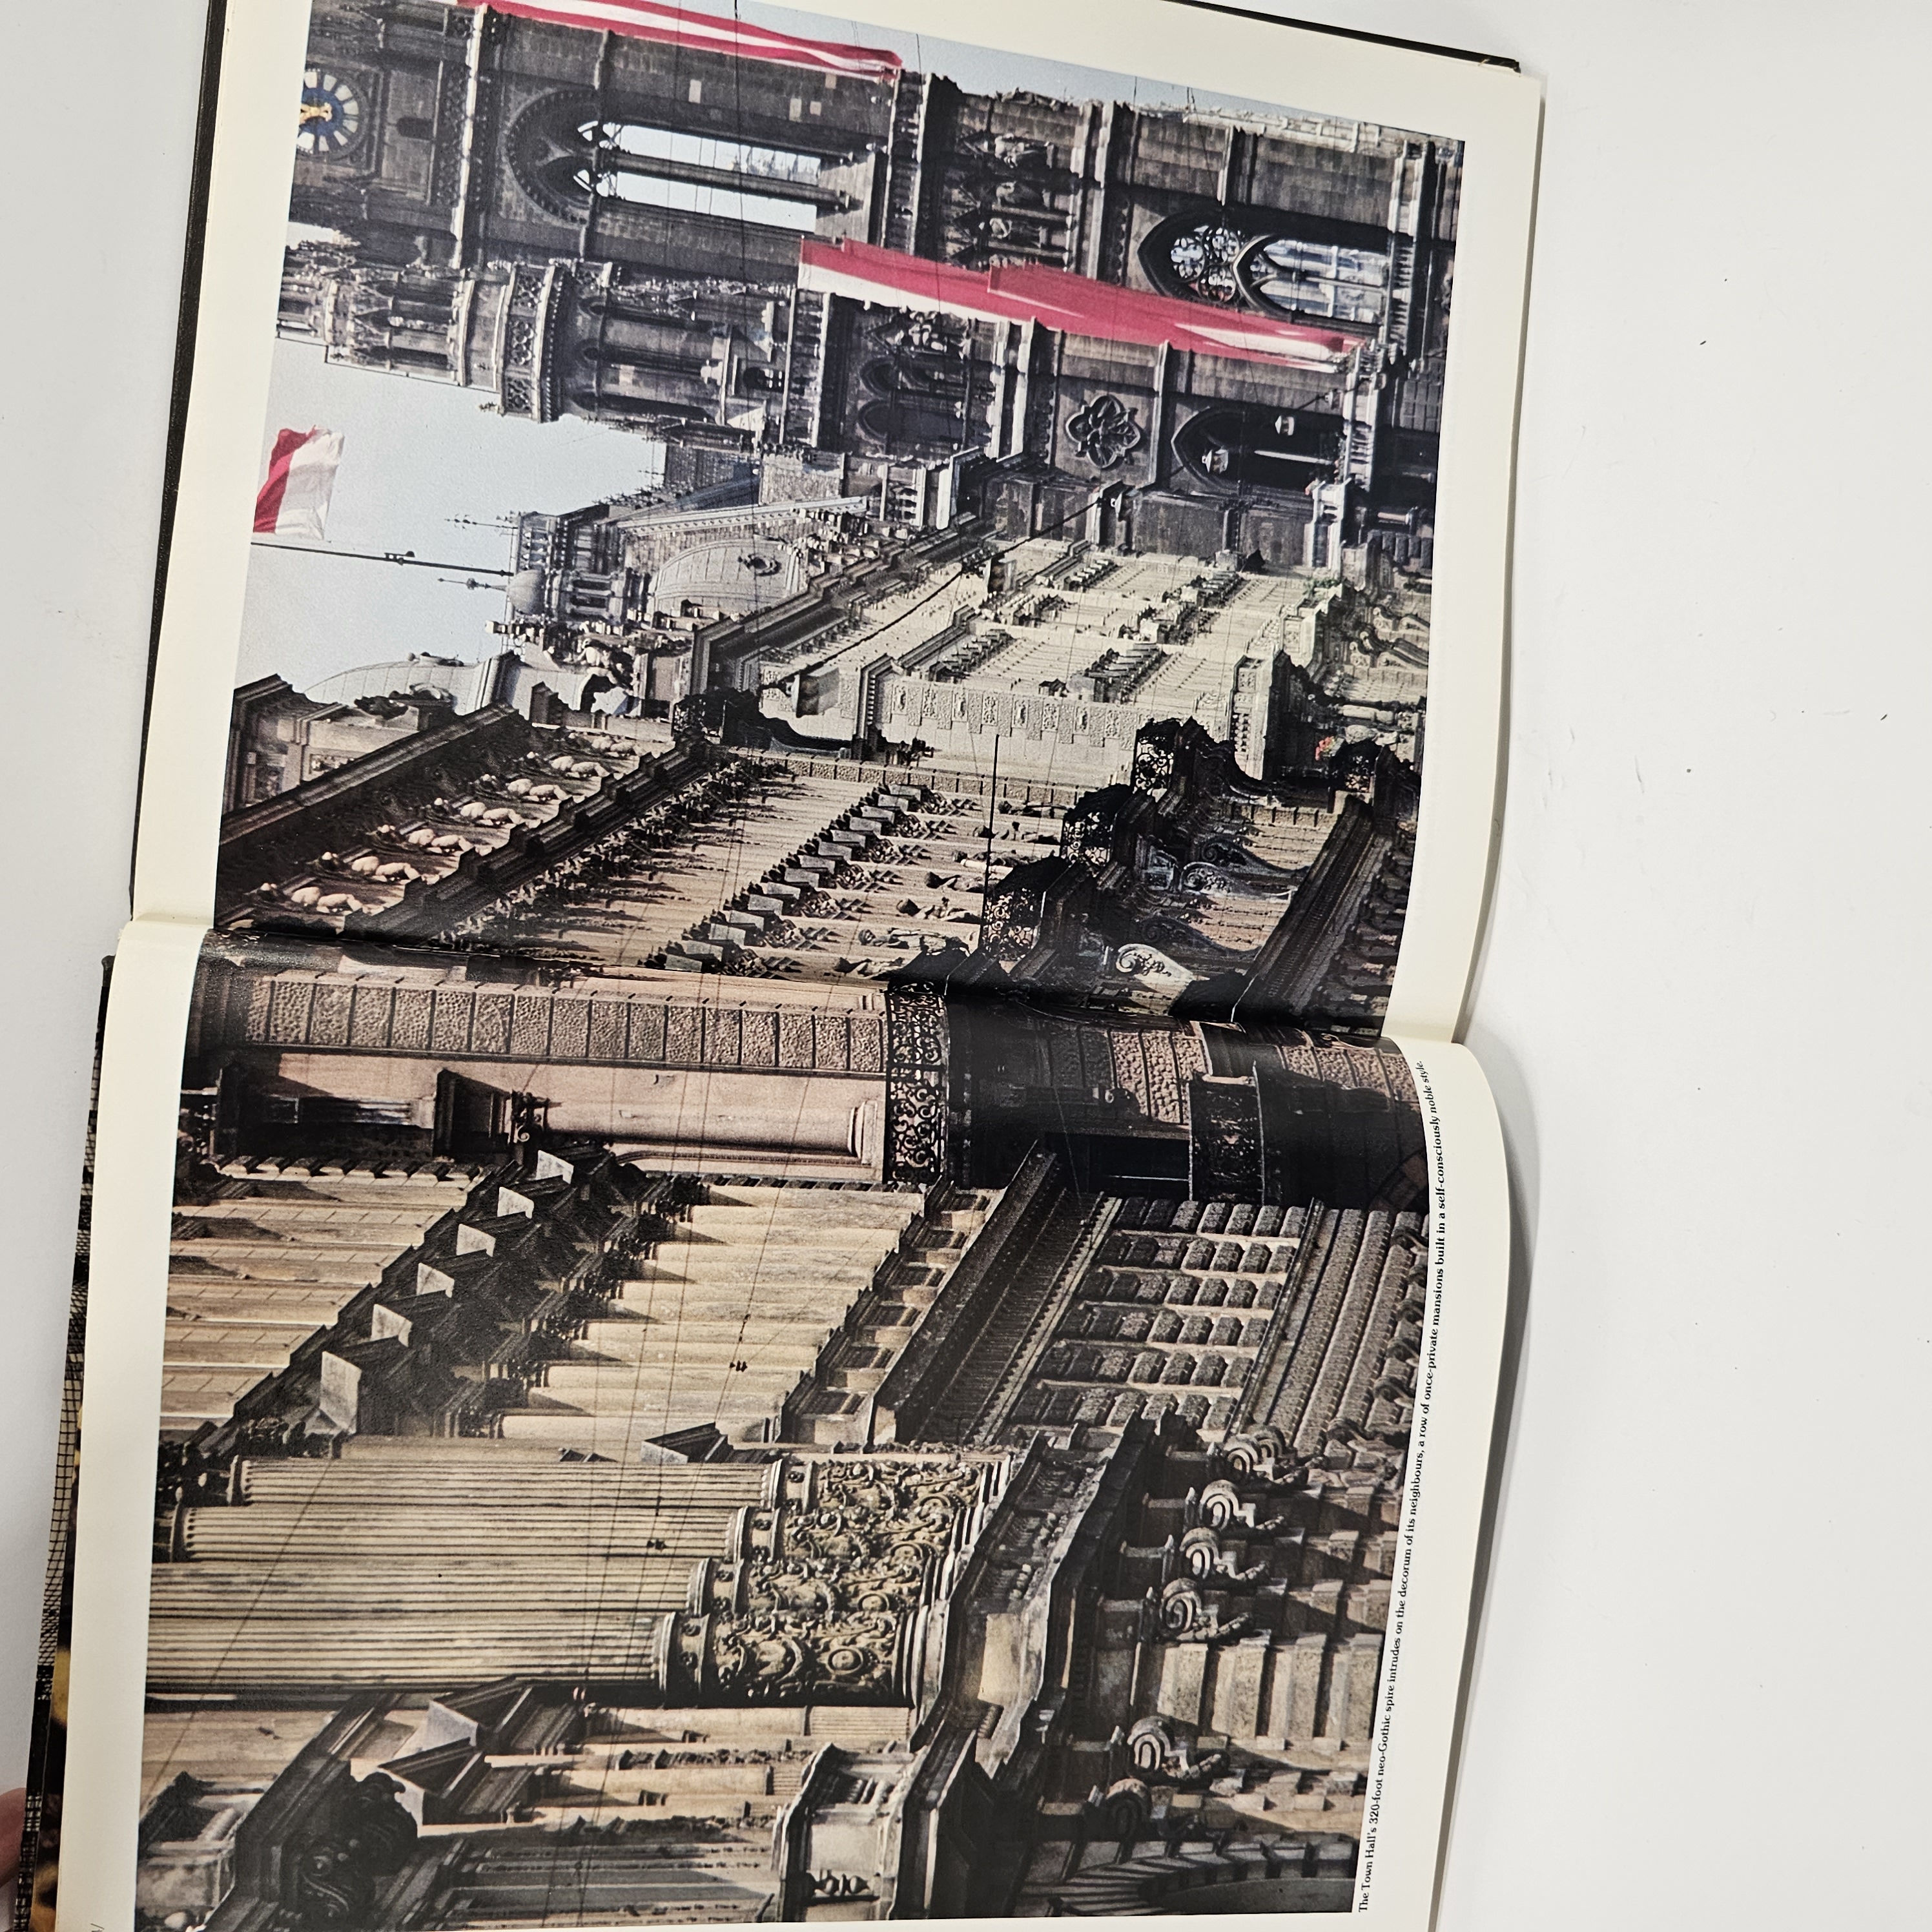 The Town Hall's 320-foot neo-Gothic spire intrudes on the decorum of its neighbours, a row of once-private mansions built in a self-consciously noble style.